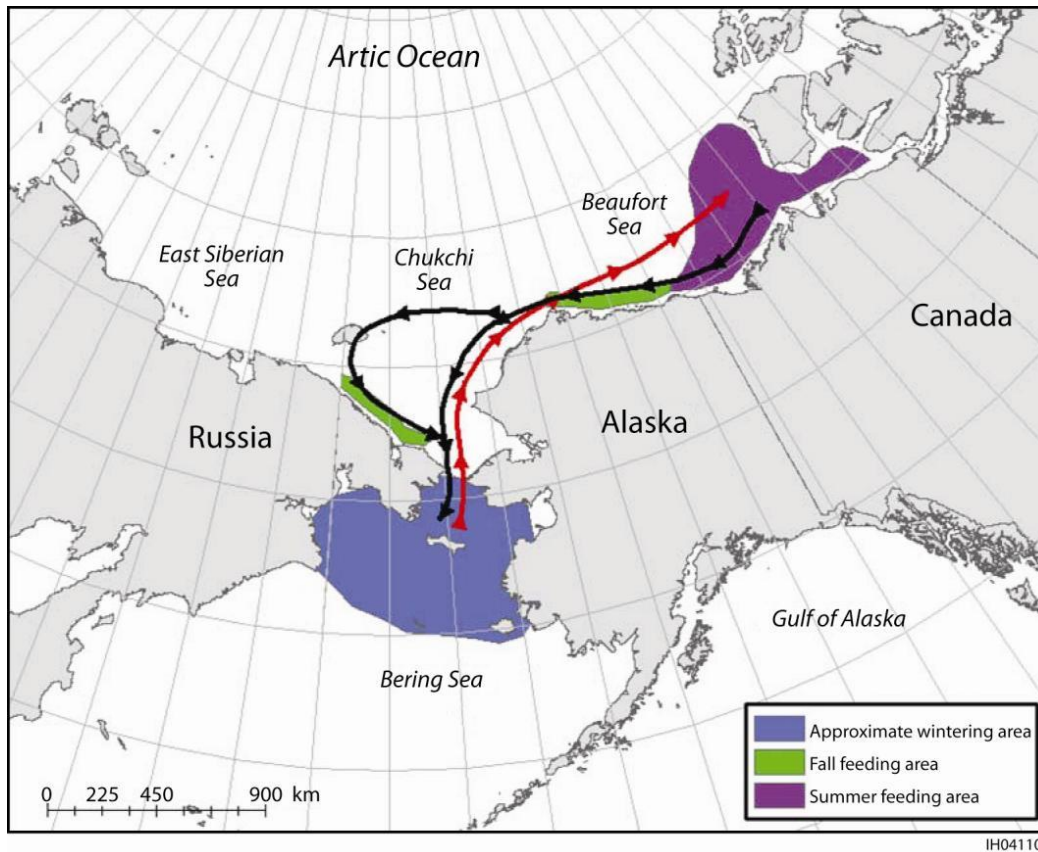 Artic Ocean
Beaufort
Sea
East Siberian
Sea
Chukchi
Sea
Canada
Russia
Alaska
Gulf of Alaska
Bering Sea
Approximate wintering area
Fall feeding area
Summer feeding area
0 225 450 900 km
IH04110